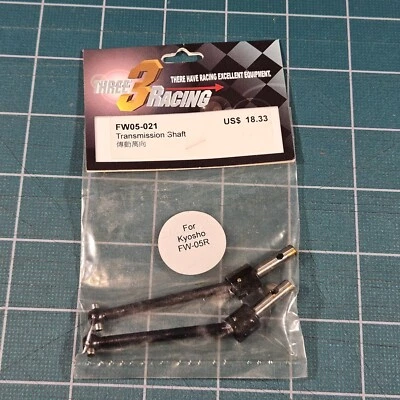 THERE HAVE RACING EXCELLENT EQUIPMENT.
THREE 3 RACING
FW05-021 US$ 18.33
Transmission Shaft
傳動萬向
For
Kyosho
FW-05R